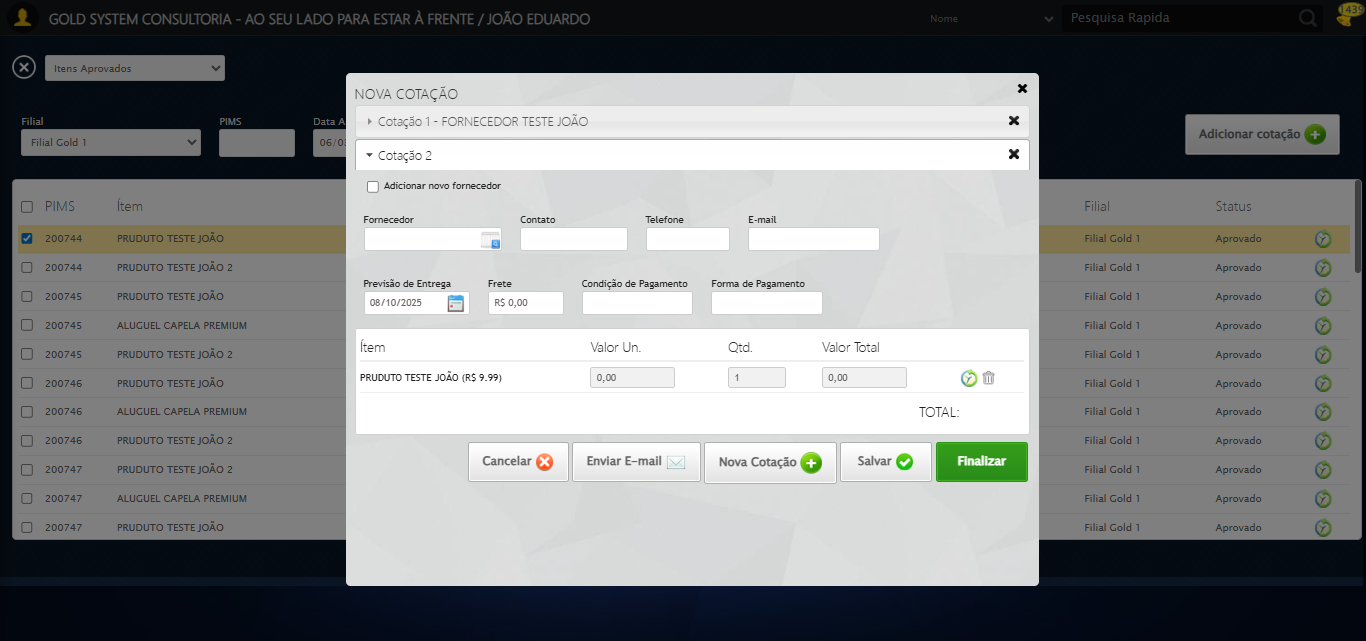 GOLD SYSTEM CONSULTORIA - AO SEU LADO PARA ESTAR À FRENTE / JOÃO EDUARDO
Nome
Pesquisa Rapida
Itens Aprovados
Filial
PIMS
Data A
Filial Gold 1
06/0
Adicionar cotação
PIMS Ítem Filial Status
200744 PRUDUTO TESTE JOÃO Filial Gold 1 Aprovado
200744 PRUDUTO TESTE JOÃO 2 Filial Gold 1 Aprovado
200745 PRUDUTO TESTE JOÃO Filial Gold 1 Aprovado
200745 ALUGUEL CAPELA PREMIUM Filial Gold 1 Aprovado
200745 PRUDUTO TESTE JOÃO 2 Filial Gold 1 Aprovado
200746 PRUDUTO TESTE JOÃO Filial Gold 1 Aprovado
200746 ALUGUEL CAPELA PREMIUM Filial Gold 1 Aprovado
200746 PRUDUTO TESTE JOÃO 2 Filial Gold 1 Aprovado
200747 PRUDUTO TESTE JOÃO 2 Filial Gold 1 Aprovado
200747 ALUGUEL CAPELA PREMIUM Filial Gold 1 Aprovado
200747 PRUDUTO TESTE JOÃO Filial Gold 1 Aprovado
NOVA COTAÇÃO
Cotação 1 - FORNECEDOR TESTE JOÃO
Cotação 2
Adicionar novo fornecedor
Fornecedor Contato Telefone E-mail
Previsão de Entrega Frete Condição de Pagamento Forma de Pagamento
08/10/2025 R$ 0,00
Ítem Valor Un. Qtd. Valor Total
PRUDUTO TESTE JOÃO (R$ 9.99) 0,00 1 0,00
TOTAL:
Cancelar Enviar E-mail Nova Cotação Salvar Finalizar